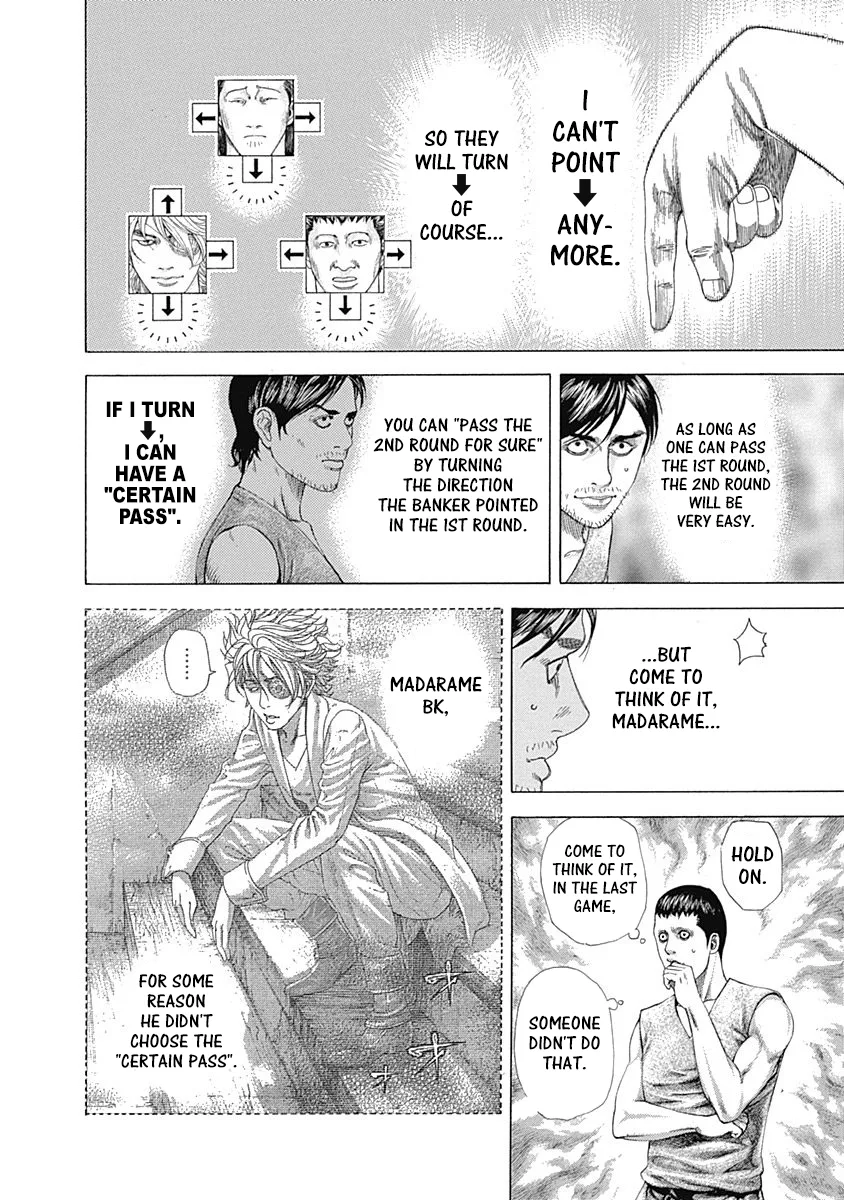 I
CAN'T
POINT
⬇
ANY-
MORE.
SO THEY
WILL TURN
⬇
OF
COURSE...
AS LONG AS
ONE CAN PASS
THE 1ST ROUND,
THE 2ND ROUND
WILL BE
VERY EASY.
YOU CAN "PASS THE
2ND ROUND FOR SURE"
BY TURNING
THE DIRECTION
THE BANKER POINTED
IN THE 1ST ROUND.
IF I TURN
⬇,
I CAN
HAVE A
"CERTAIN
PASS".
...BUT
COME TO
THINK OF IT,
MADARAME...
MADARAME
BK,
......
FOR SOME
REASON
HE DIDN'T
CHOOSE THE
"CERTAIN PASS".
オ
オ
オ
HOLD
ON.
COME TO
THINK OF IT,
IN THE LAST
GAME,
SOMEONE
DIDN'T DO
THAT.